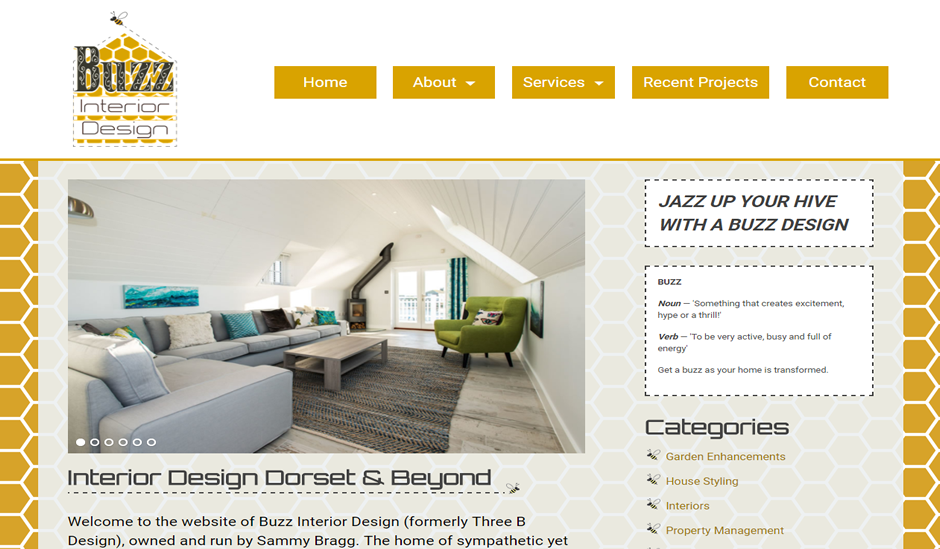 Buzz
Interior
Design
Home
About
Services
Recent Projects
Contact
JAZZ UP YOUR HIVE
WITH A BUZZ DESIGN
BUZZ
Noun — 'Something that creates excitement,
hype or a thrill!'
Verb — 'To be very active, busy and full of
energy'
Get a buzz as your home is transformed.
Categories
Garden Enhancements
House Styling
Interiors
Property Management
Interior Design Dorset & Beyond
Welcome to the website of Buzz Interior Design (formerly Three B
Design), owned and run by Sammy Bragg. The home of sympathetic yet